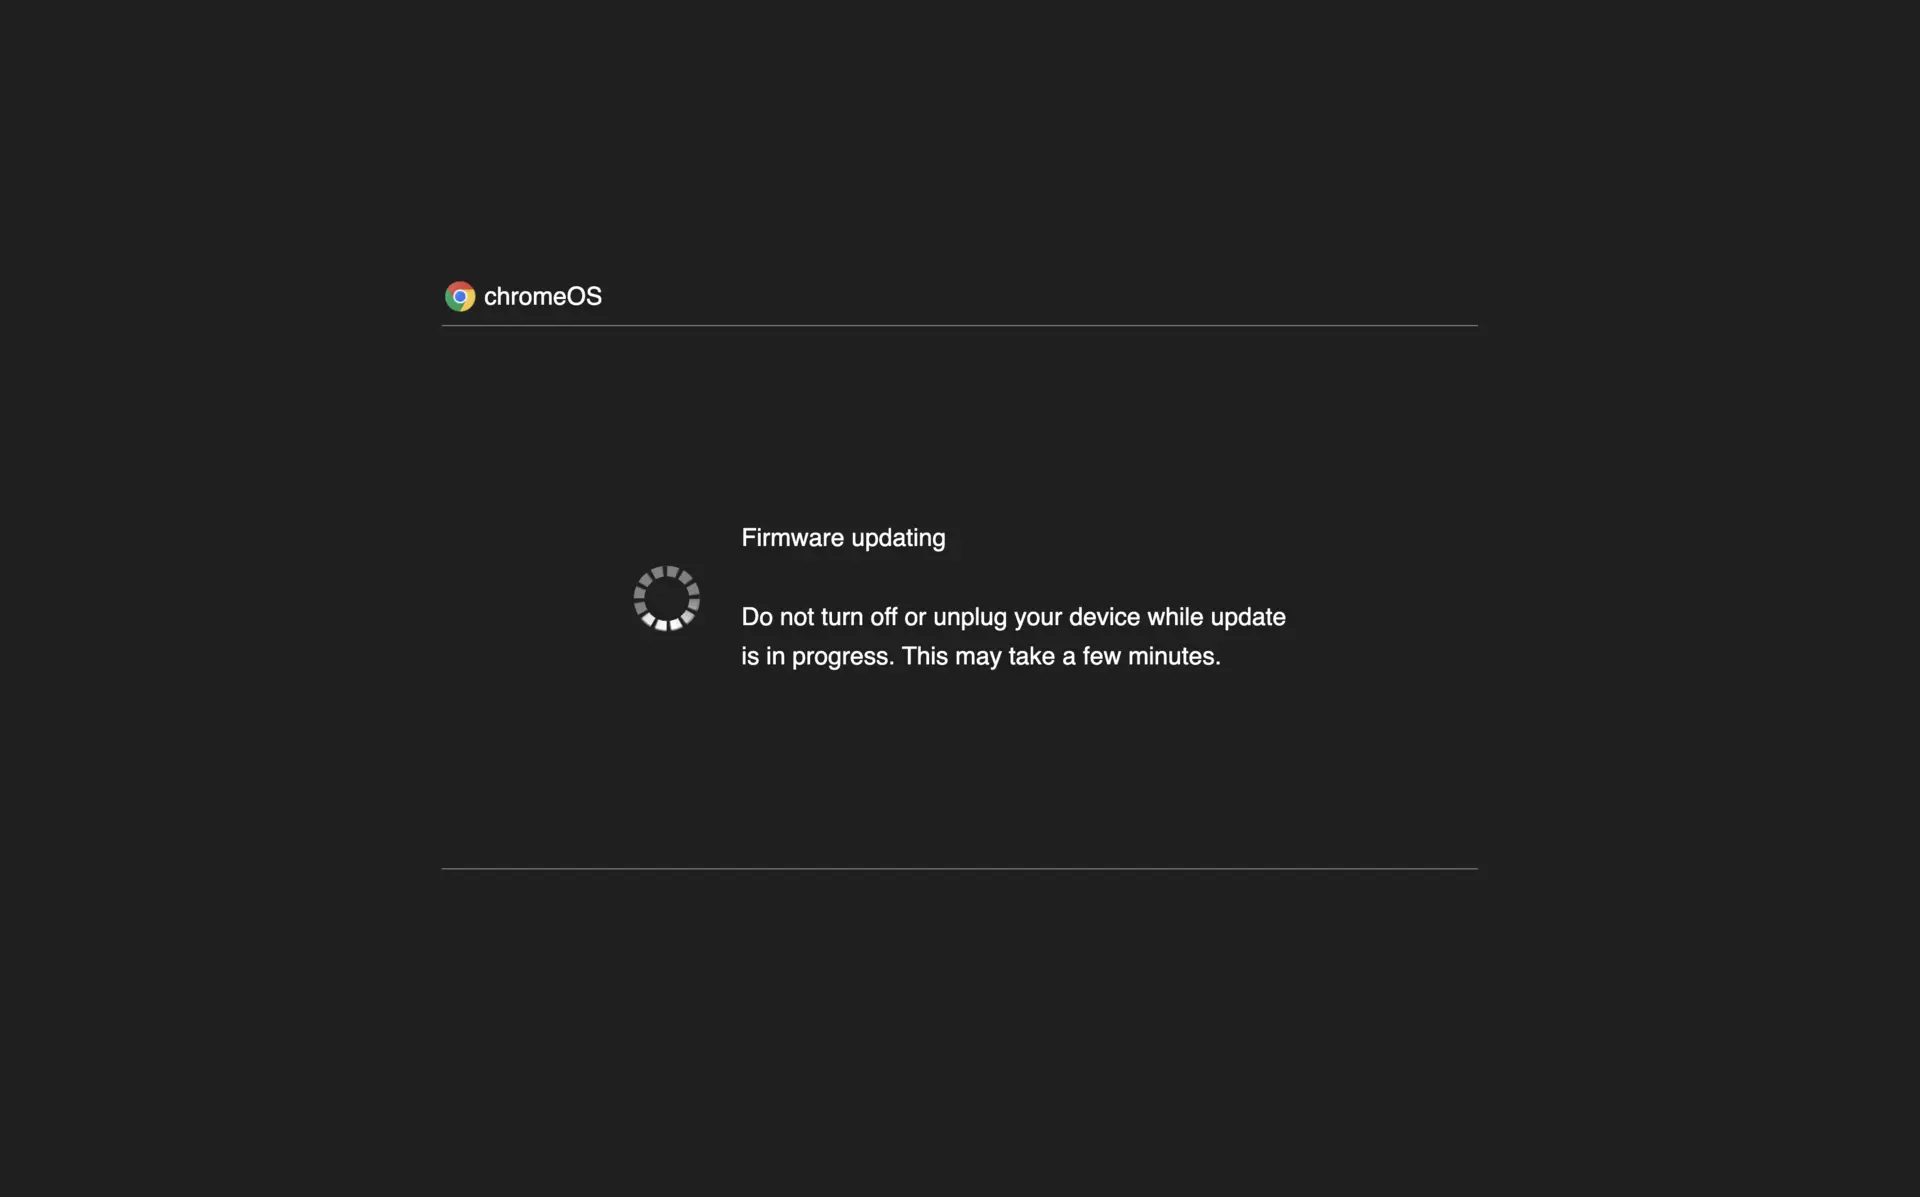 chromeOS
Firmware updating
Do not turn off or unplug your device while update
is in progress. This may take a few minutes.